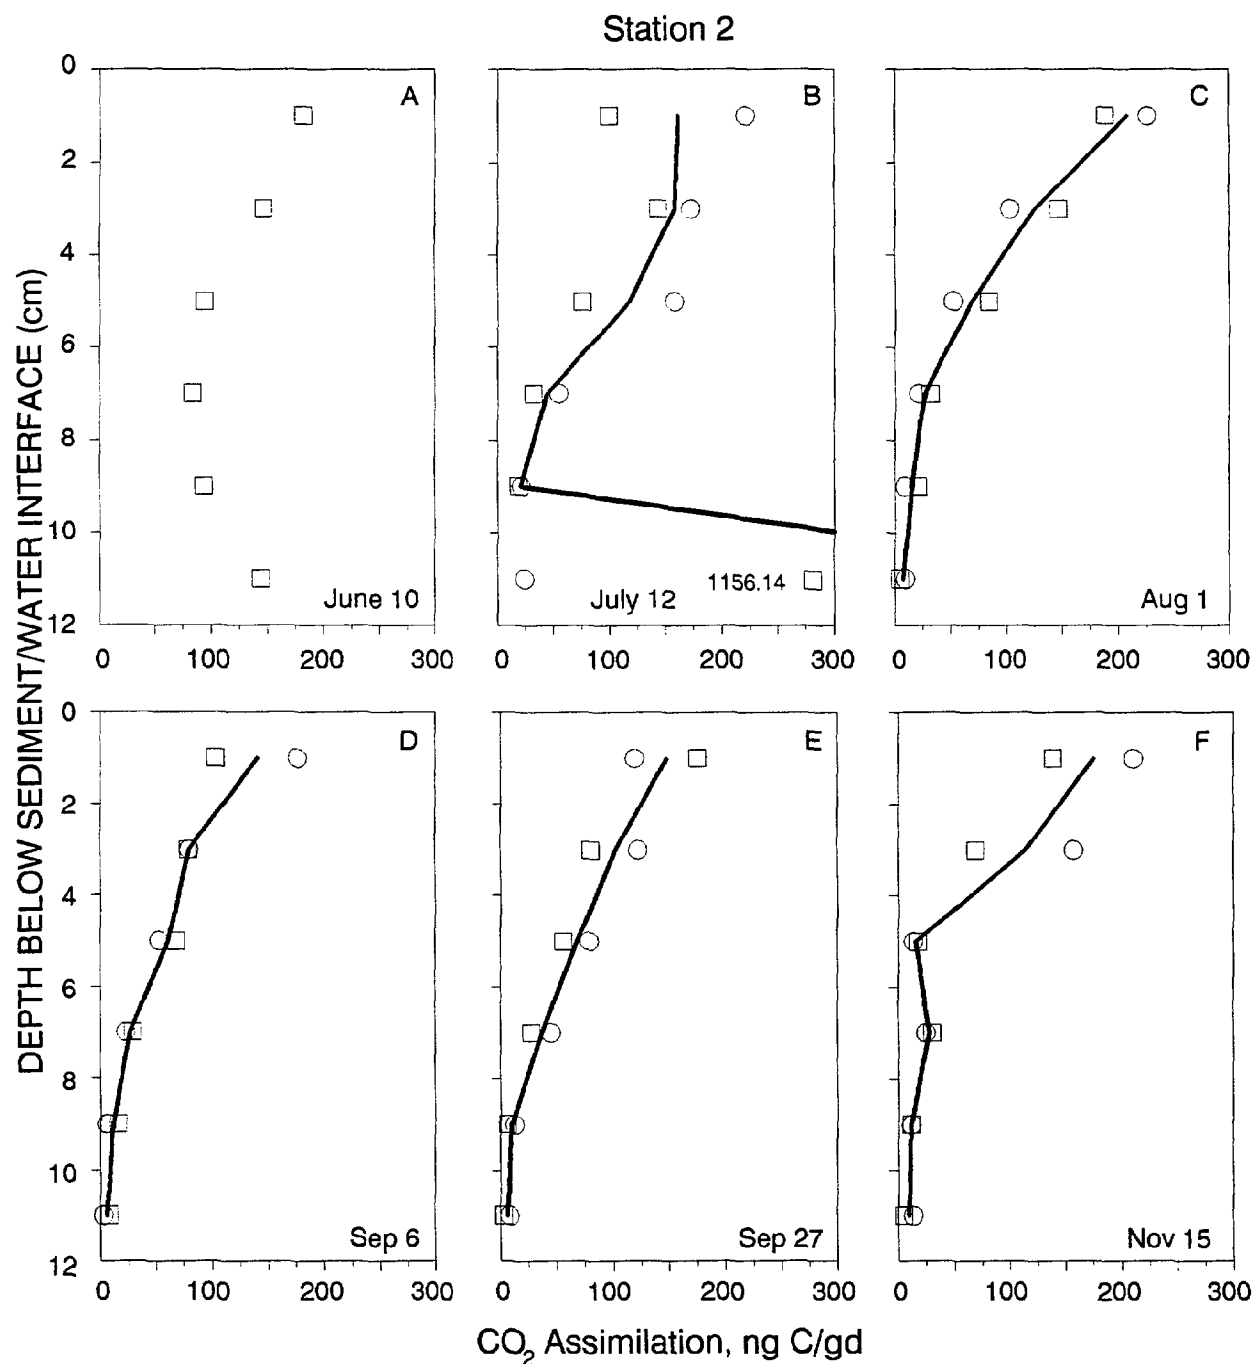 Station 2
DEPTH BELOW SEDIMENT/WATER INTERFACE (cm)
0
2
4
6
8
10
12
A
June 10
0
100
200
300
B
1156.14
July 12
0
100
200
300
C
Aug 1
0
100
200
300
0
2
4
6
8
10
12
D
Sep 6
0
100
200
300
E
Sep 27
0
100
200
300
F
Nov 15
0
100
200
300
CO2 Assimilation, ng C/gd